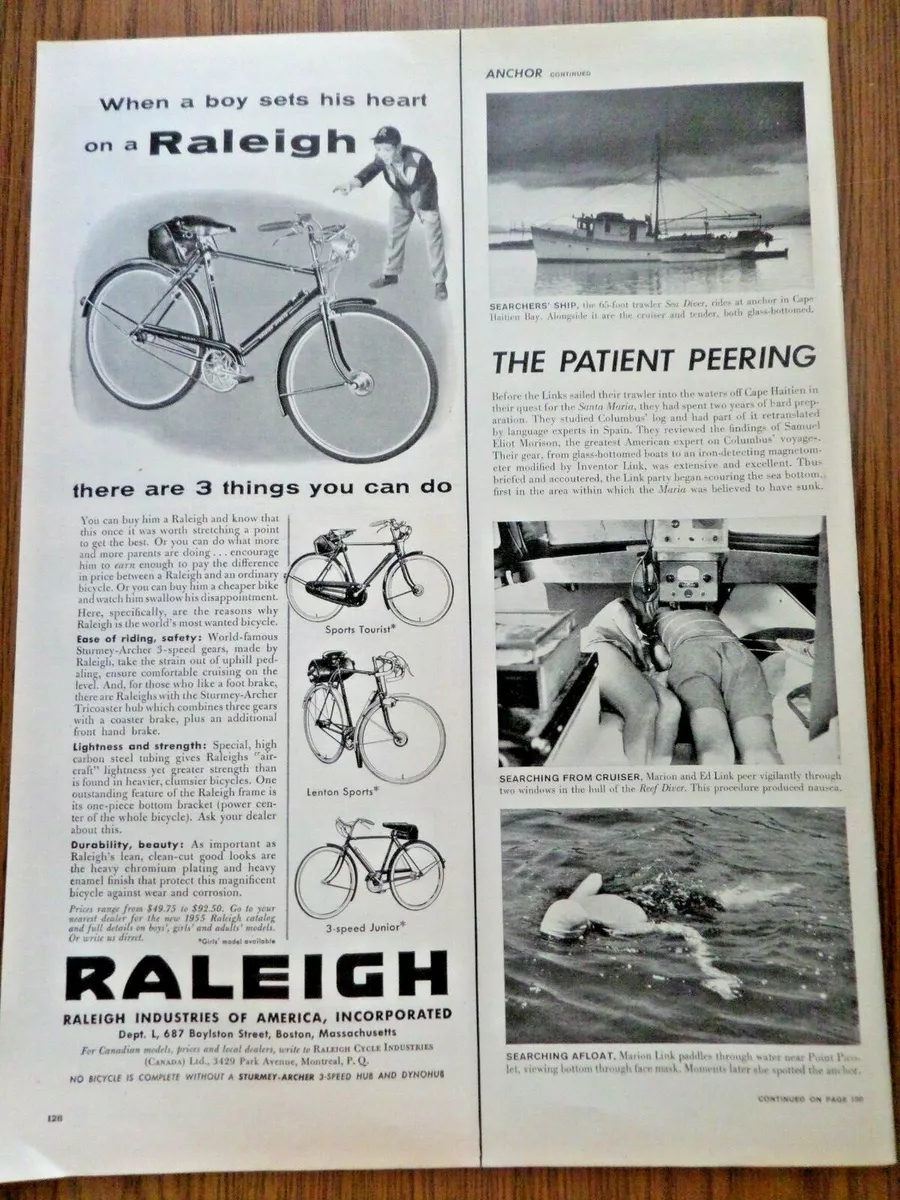 When a boy sets his heart
on a Raleigh
there are 3 things you can do
You can buy him a Raleigh and know that
this once it was worth stretching a point
to get the best. Or you can do what more
and more parents are doing . . . encourage
him to earn enough to pay the difference
in price between a Raleigh and an ordinary
bicycle. Or you can buy him a cheaper bike
and watch him swallow his disappointment.
Here, specifically, are the reasons why
Raleigh is the world's most wanted bicycle.
Ease of riding, safety: World-famous
Sturmey-Archer 3-speed gears, made by
Raleigh, take the strain out of uphill ped-
aling, ensure comfortable cruising on the
level. And, for those who like a foot brake,
there are Raleighs with the Sturmey-Archer
Tricoaster hub which combines three gears
with a coaster brake, plus an additional
front hand brake.
Lightness and strength: Special, high
carbon steel tubing gives Raleighs "air-
craft" lightness yet greater strength than
is found in heavier, clumsier bicycles. One
outstanding feature of the Raleigh frame is
its one-piece bottom bracket (power cen-
ter of the whole bicycle). Ask your dealer
about this.
Durability, beauty: As important as
Raleigh's lean, clean-cut good looks are
the heavy chromium plating and heavy
enamel finish that protect this magnificent
bicycle against wear and corrosion.
Prices range from $49.75 to $92.50. Go to your
nearest dealer for the new 1955 Raleigh catalog
and full details on boys', girls' and adults' models.
Or write us direct.
*Girls' model available
Sports Tourist*
Lenton Sports*
3-speed Junior*
RALEIGH
RALEIGH INDUSTRIES OF AMERICA, INCORPORATED
Dept. L, 687 Boylston Street, Boston, Massachusetts
For Canadian models, prices and local dealers, write to RALEIGH CYCLE INDUSTRIES
(CANADA) Ltd., 3429 Park Avenue, Montreal, P. Q.
NO BICYCLE IS COMPLETE WITHOUT A STURMEY-ARCHER 3-SPEED HUB AND DYNOHUB
126
ANCHOR CONTINUED
SEARCHERS' SHIP, the 65-foot trawler Sea Diver, rides at anchor in Cape
Haitien Bay. Alongside it are the cruiser and tender, both glass-bottomed.
THE PATIENT PEERING
Before the Links sailed their trawler into the waters off Cape Haitien in
their quest for the Santa Maria, they had spent two years of hard prep-
aration. They studied Columbus' log and had part of it retranslated
by language experts in Spain. They reviewed the findings of Samuel
Eliot Morison, the greatest American expert on Columbus' voyages.
Their gear, from glass-bottomed boats to an iron-detecting magnetom-
eter modified by Inventor Link, was extensive and excellent. Thus
briefed and accoutered, the Link party began scouring the sea bottom,
first in the area within which the Maria was believed to have sunk.
SEARCHING FROM CRUISER, Marion and Ed Link peer vigilantly through
two windows in the hull of the Reef Diver. This procedure produced nausea.
SEARCHING AFLOAT, Marion Link paddles through water near Point Pico-
let, viewing bottom through face mask. Moments later she spotted the anchor.
CONTINUED ON PAGE